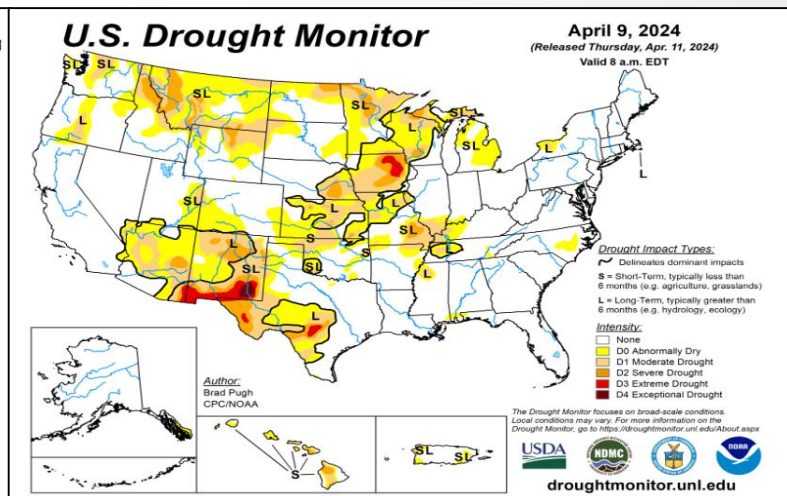 U.S. Drought Monitor
April 9, 2024
(Released Thursday, Apr. 11, 2024)
Valid 8 a.m. EDT
SL
SL
SL
SL
SL
L
L
SL
L
L
SL
L
L
S
SL
L
S
SL
L
SL
L
L
Drought Impact Types:
Delineates dominant impacts
S = Short-Term, typically less than
6 months (e.g. agriculture, grasslands)
L = Long-Term, typically greater than
6 months (e.g. hydrology, ecology)
Intensity:
None
D0 Abnormally Dry
D1 Moderate Drought
D2 Severe Drought
D3 Extreme Drought
D4 Exceptional Drought
Author:
Brad Pugh
CPC/NOAA
S
SL
SL
The Drought Monitor focuses on broad-scale conditions.
Local conditions may vary. For more information on the
Drought Monitor, go to https://droughtmonitor.unl.edu/About.aspx
USDA
NDMC
NOAA
droughtmonitor.unl.edu